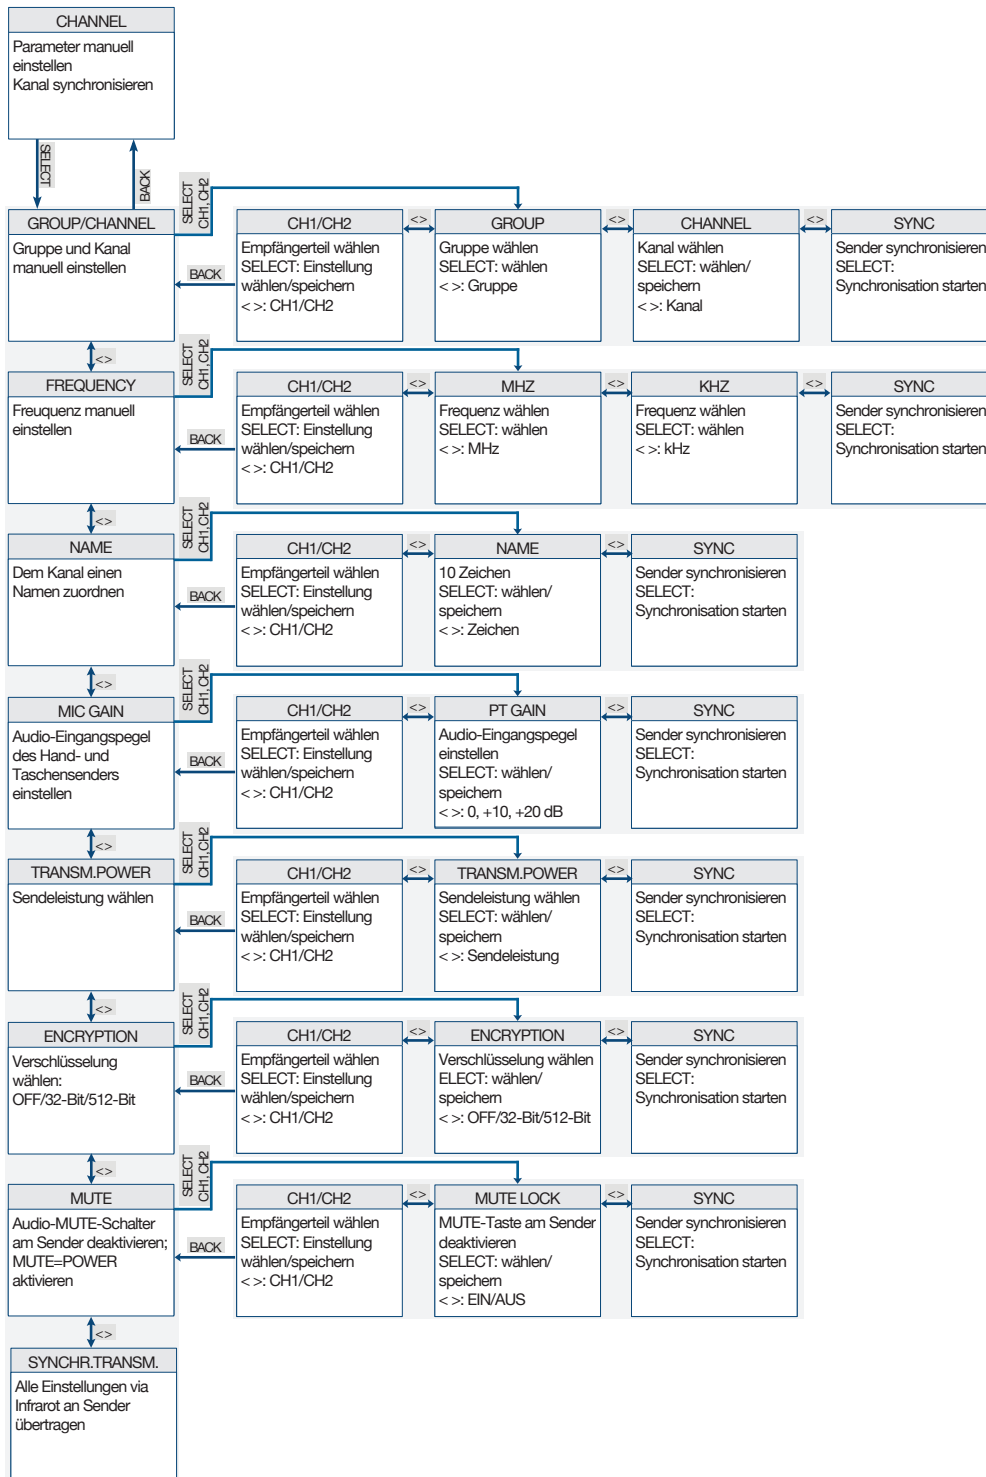 CHANNEL
Parameter manuell
einstellen
Kanal synchronisieren
SELECT
BACK
SELECT
CH1, CH2
GROUP/CHANNEL
Gruppe und Kanal
manuell einstellen
BACK
CH1/CH2
Empfängerteil wählen
SELECT: Einstellung
wählen/speichern
< >: CH1/CH2
<>
GROUP
Gruppe wählen
SELECT: wählen
< >: Gruppe
<>
CHANNEL
Kanal wählen
SELECT: wählen/
speichern
< >: Kanal
<>
SYNC
Sender synchronisieren
SELECT:
Synchronisation starten
<>
SELECT
CH1, CH2
FREQUENCY
Freuquenz manuell
einstellen
BACK
CH1/CH2
Empfängerteil wählen
SELECT: Einstellung
wählen/speichern
< >: CH1/CH2
<>
MHZ
Frequenz wählen
SELECT: wählen
< >: MHz
<>
KHZ
Frequenz wählen
SELECT: wählen
< >: kHz
<>
SYNC
Sender synchronisieren
SELECT:
Synchronisation starten
<>
SELECT
CH1, CH2
NAME
Dem Kanal einen
Namen zuordnen
BACK
CH1/CH2
Empfängerteil wählen
SELECT: Einstellung
wählen/speichern
< >: CH1/CH2
<>
NAME
10 Zeichen
SELECT: wählen/
speichern
< >: Zeichen
<>
SYNC
Sender synchronisieren
SELECT:
Synchronisation starten
<>
SELECT
CH1, CH2
MIC GAIN
Audio-Eingangspegel
des Hand- und
Taschensenders
einstellen
BACK
CH1/CH2
Empfängerteil wählen
SELECT: Einstellung
wählen/speichern
< >: CH1/CH2
<>
PT GAIN
Audio-Eingangspegel
einstellen
SELECT: wählen/
speichern
< >: 0, +10, +20 dB
<>
SYNC
Sender synchronisieren
SELECT:
Synchronisation starten
<>
SELECT
CH1, CH2
TRANSM.POWER
Sendeleistung wählen
BACK
CH1/CH2
Empfängerteil wählen
SELECT: Einstellung
wählen/speichern
< >: CH1/CH2
<>
TRANSM.POWER
Sendeleistung wählen
SELECT: wählen/
speichern
< >: Sendeleistung
<>
SYNC
Sender synchronisieren
SELECT:
Synchronisation starten
<>
SELECT
CH1, CH2
ENCRYPTION
Verschlüsselung
wählen:
OFF/32-Bit/512-Bit
BACK
CH1/CH2
Empfängerteil wählen
SELECT: Einstellung
wählen/speichern
< >: CH1/CH2
<>
ENCRYPTION
Verschlüsselung wählen
ELECT: wählen/
speichern
< >: OFF/32-Bit/512-Bit
<>
SYNC
Sender synchronisieren
SELECT:
Synchronisation starten
<>
SELECT
CH1, CH2
MUTE
Audio-MUTE-Schalter
am Sender deaktivieren;
MUTE=POWER
aktivieren
BACK
CH1/CH2
Empfängerteil wählen
SELECT: Einstellung
wählen/speichern
< >: CH1/CH2
<>
MUTE LOCK
MUTE-Taste am Sender
deaktivieren
SELECT: wählen/
speichern
< >: EIN/AUS
<>
SYNC
Sender synchronisieren
SELECT:
Synchronisation starten
<>
SYNCHR.TRANSM.
Alle Einstellungen via
Infrarot an Sender
übertragen